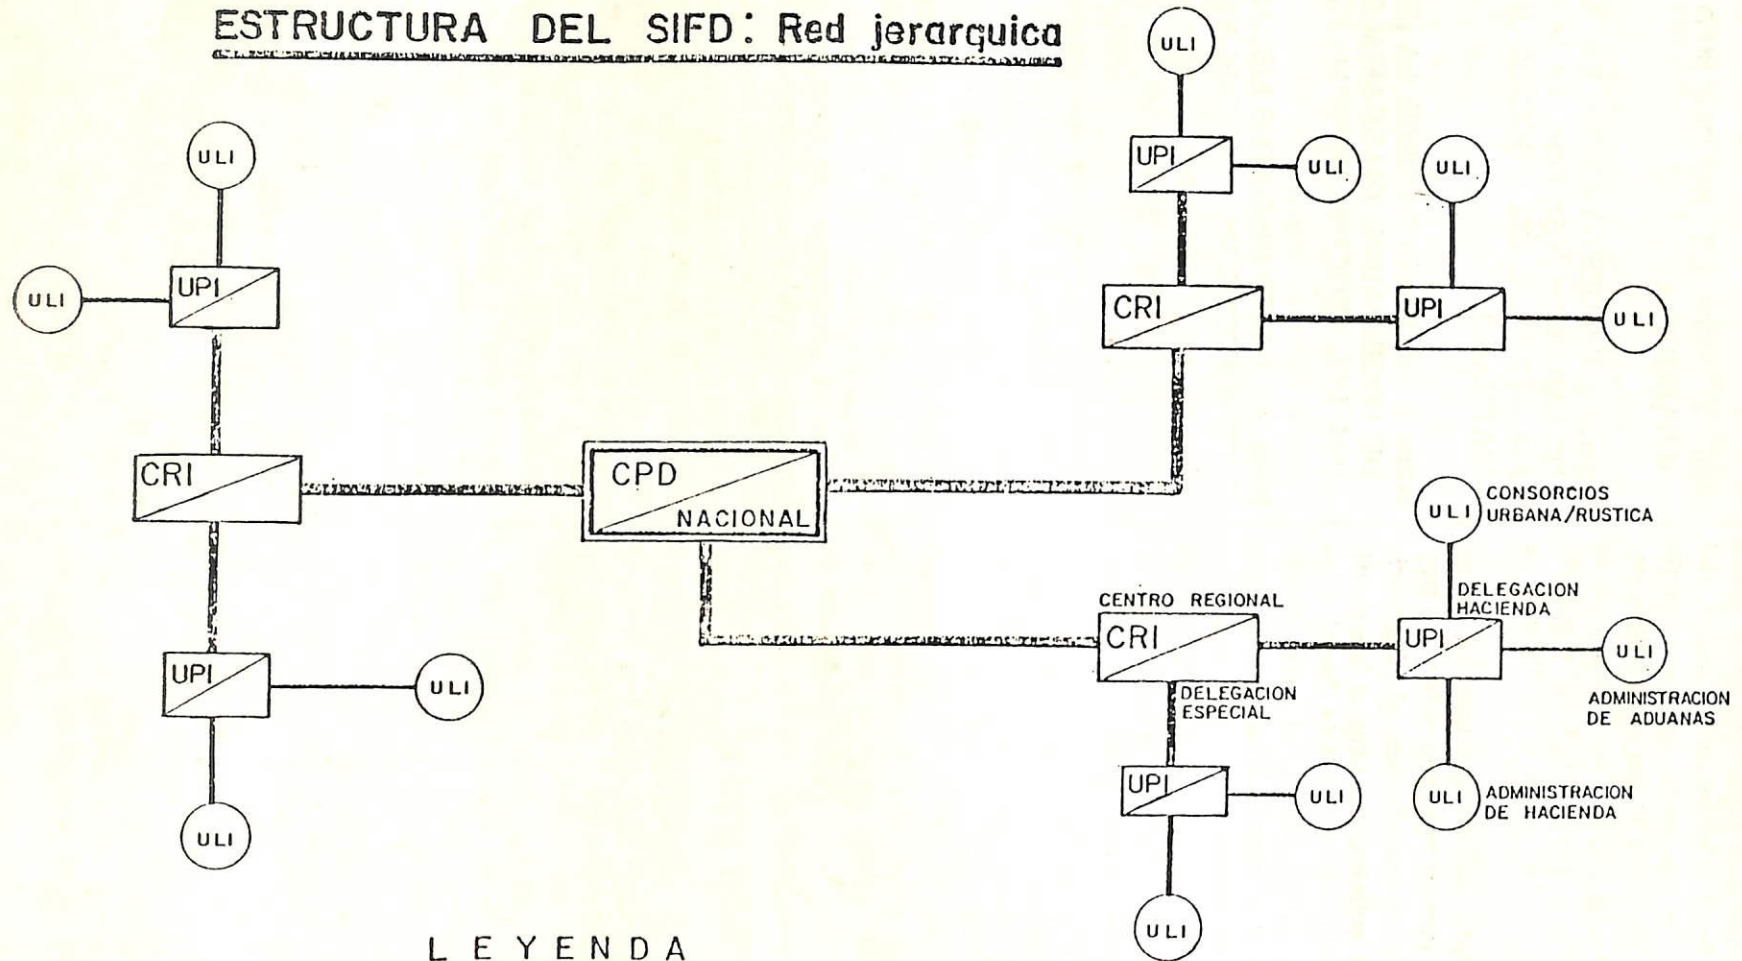 ESTRUCTURA DEL SIFD: Red jerarquica
ULI
UPI
ULI
ULI
ULI
UPI
ULI
ULI
UPI
CRI
UPI
ULI
CRI
CPD
NACIONAL
ULI
CONSORCIOS
URBANA/RUSTICA
CENTRO REGIONAL
CRI
DELEGACION
ESPECIAL
DELEGACION
HACIENDA
UPI
ULI
ADMINISTRACION
DE ADUANAS
UPI
ULI
ULI
UPI
ULI
ULI
ADMINISTRACION
DE HACIENDA
ULI
LEYENDA